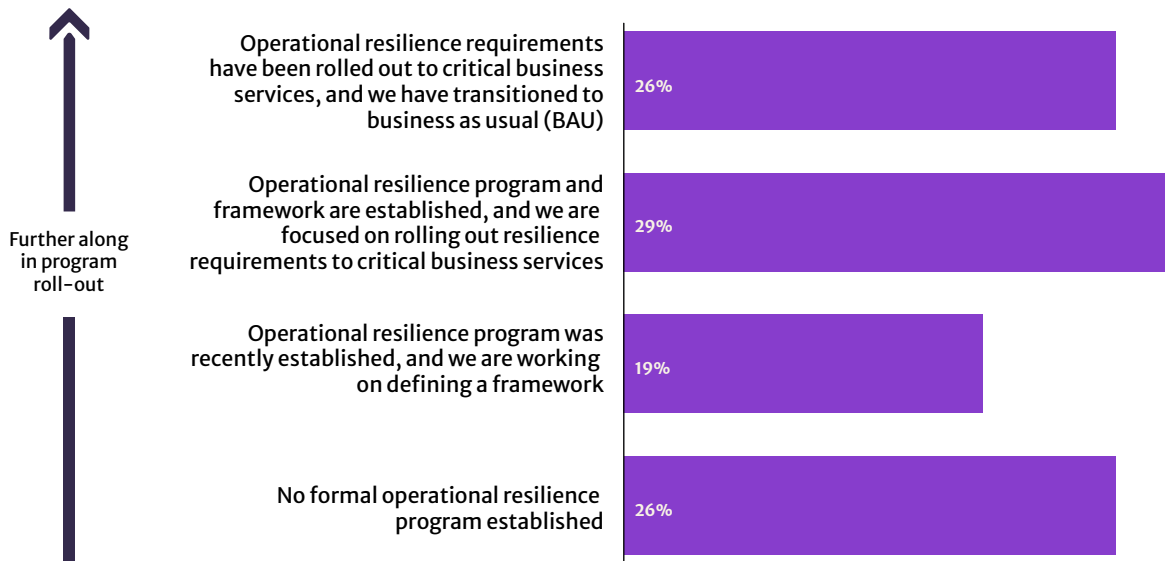 Operational resilience requirements
have been rolled out to critical business
services, and we have transitioned to
business as usual (BAU)
26%
Operational resilience program and
framework are established, and we are
focused on rolling out resilience
requirements to critical business services
29%
Further along
in program
roll-out
Operational resilience program was
recently established, and we are working
on defining a framework
19%
No formal operational resilience
program established
26%